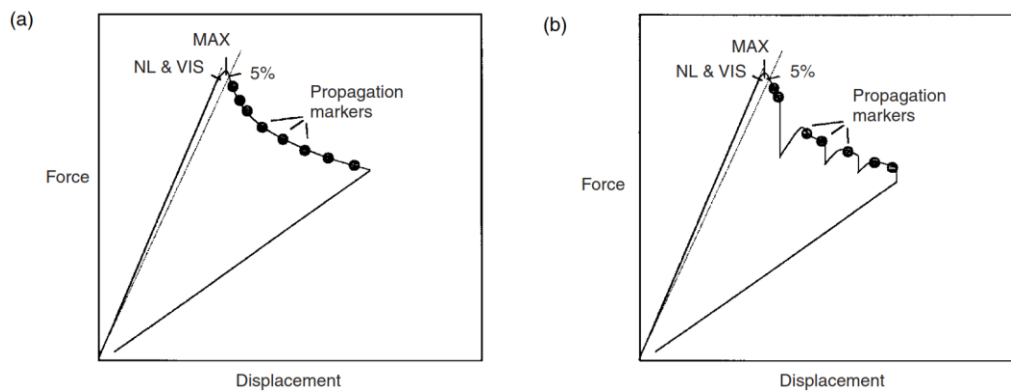 (a)
MAX
NL & VIS
5%
Propagation
markers
Force
Displacement
(b)
MAX
NL & VIS
5%
Propagation
markers
Force
Displacement